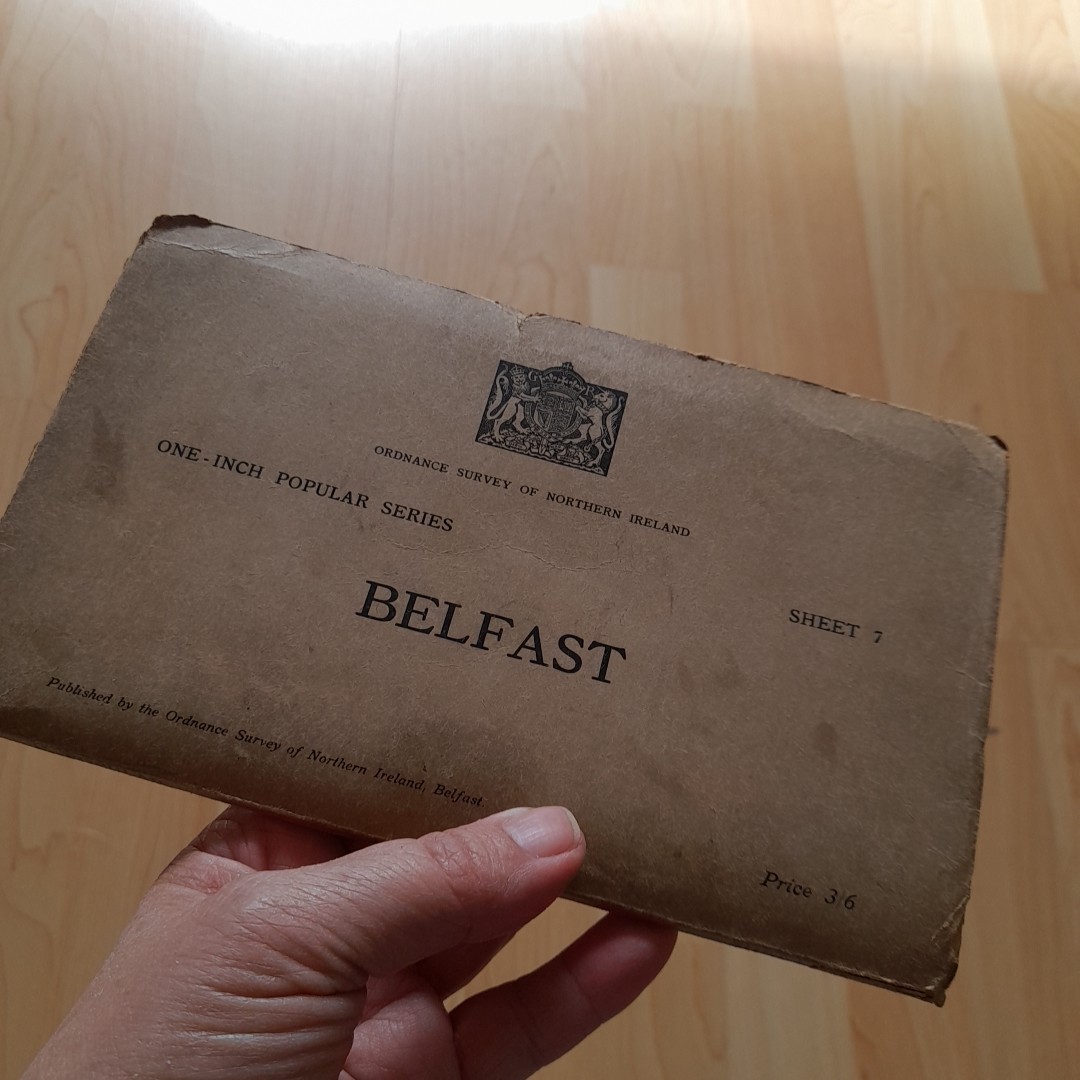 ORDNANCE SURVEY OF NORTHERN IRELAND
ONE-INCH POPULAR SERIES
SHEET 7
BELFAST
Published by the Ordnance Survey of Northern Ireland, Belfast.
Price 3/6